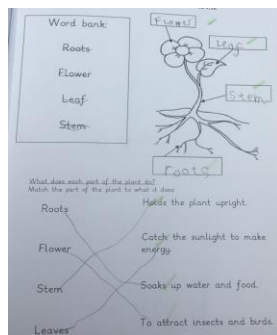 Word bank:
Roots
Flower
Leaf
Stem
Flower
Leaf
Stem
roots
What does each part of the plant do?
Match the part of the plant to what it does
Roots
Flower
Stem
Leaves
Holds the plant upright.
Catch the sunlight to make
energy.
Soaks up water and food.
To attract insects and birds.